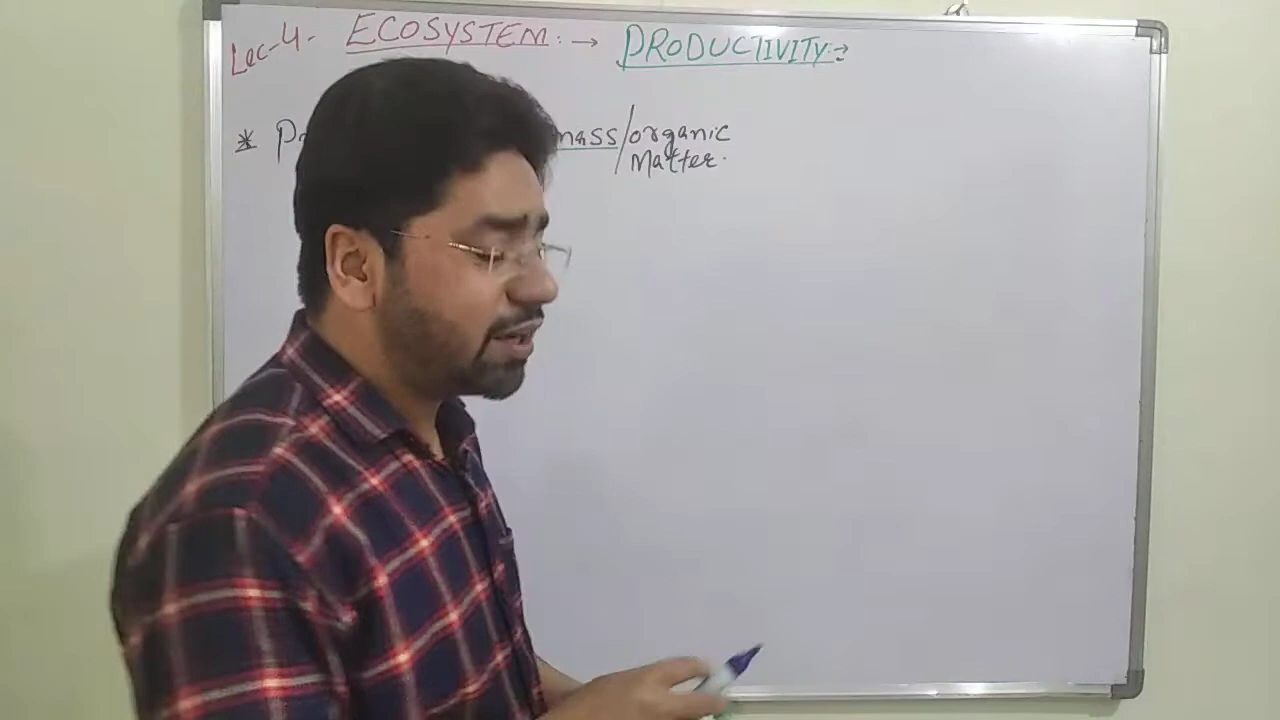 Lec-4- ECOSYSTEM:→ PRODUCTIVITY:→
* mass/organic
Matter.